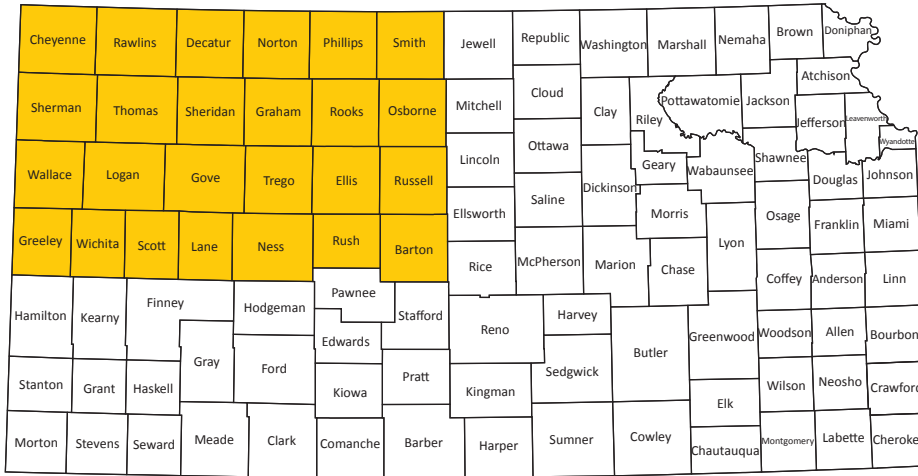 Cheyenne
Rawlins
Decatur
Norton
Phillips
Smith
Jewell
Republic
Washington
Marshall
Nemaha
Brown
Doniphan
Sherman
Thomas
Sheridan
Graham
Rooks
Osborne
Mitchell
Cloud
Clay
Riley
Pottawatomie
Jackson
Atchison
Jefferson
Leavenworth
Wyandotte
Wallace
Logan
Gove
Trego
Ellis
Russell
Lincoln
Ottawa
Saline
Dickinson
Geary
Wabaunsee
Shawnee
Douglas
Johnson
Greeley
Wichita
Scott
Lane
Ness
Rush
Barton
Ellsworth
Rice
McPherson
Marion
Morris
Chase
Lyon
Osage
Franklin
Miami
Coffey
Anderson
Linn
Hamilton
Kearny
Finney
Hodgeman
Pawnee
Stafford
Edwards
Reno
Harvey
Sedgwick
Butler
Greenwood
Woodson
Allen
Bourbon
Gray
Ford
Kiowa
Pratt
Kingman
Stanton
Grant
Haskell
Elk
Wilson
Neosho
Crawford
Morton
Stevens
Seward
Meade
Clark
Comanche
Barber
Harper
Sumner
Cowley
Chautauqua
Montgomery
Labette
Cheroke